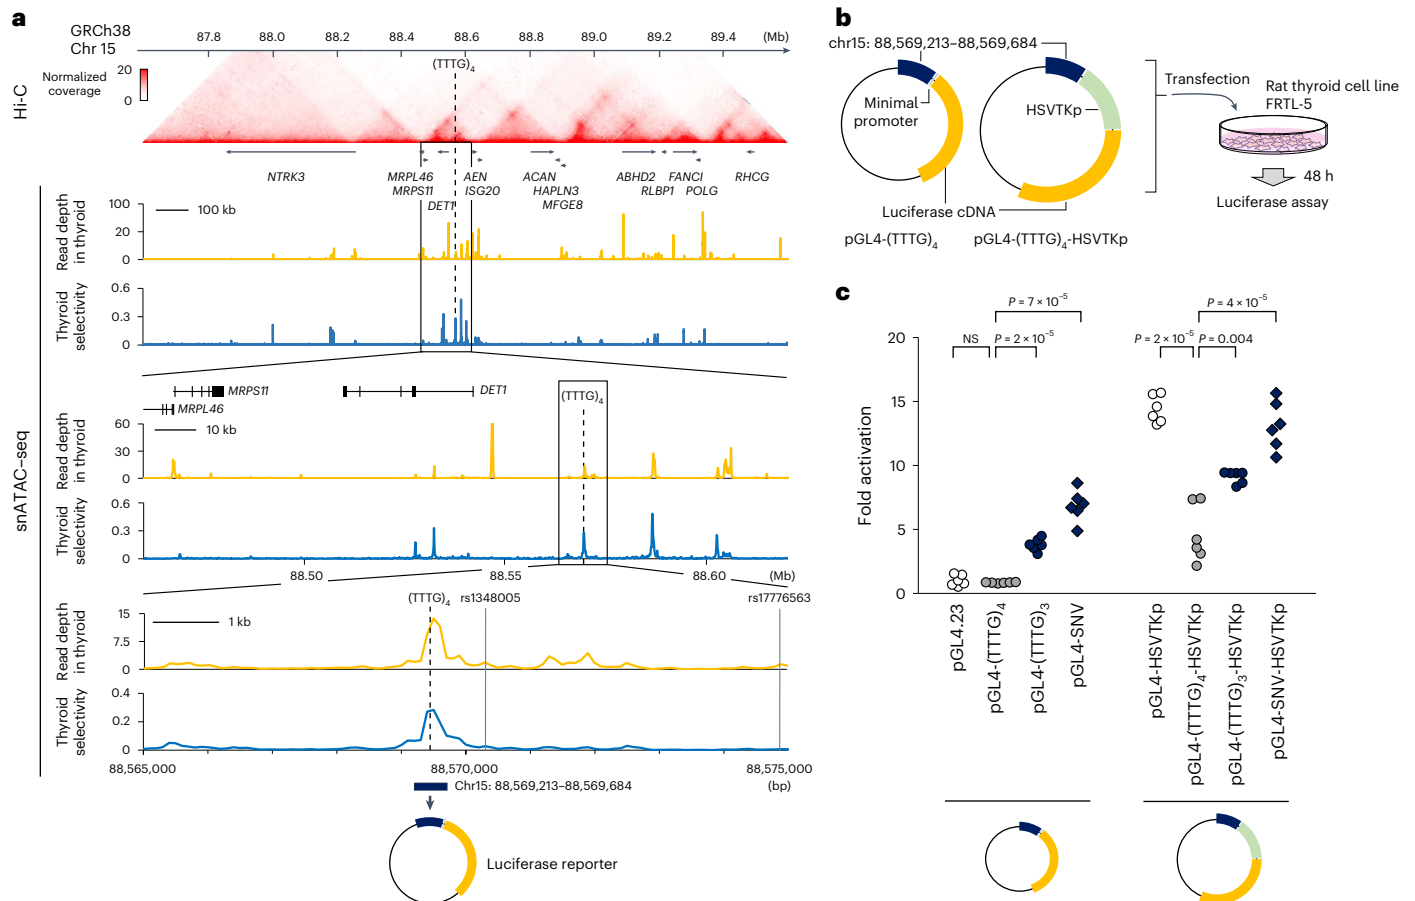 a
GRCh38
Chr 15
87.8 88.0 88.2 88.4 88.6 88.8 89.0 89.2 89.4 (Mb)
(TTTG)4
Hi-C
Normalized
coverage
20
0
NTRK3
MRPL46
MRPS11
DET1
AEN
ISG20
ACAN
HAPLN3
MFGE8
ABHD2
RLBP1
FANCI
POLG
RHCG
snATAC–seq
Read depth
in thyroid
100
20
0
100 kb
Thyroid
selectivity
0.6
0.3
0
MRPS11
DET1
MRPL46
(TTTG)4
Read depth
in thyroid
60
30
0
10 kb
Thyroid
selectivity
0.6
0.3
0
88.50 88.55 88.60 (Mb)
(TTTG)4 rs1348005 rs17776563
Read depth
in thyroid
15
7.5
0
1 kb
Thyroid
selectivity
0.4
0.2
0
88,565,000 88,570,000 88,575,000
(bp)
Chr15: 88,569,213–88,569,684
Luciferase reporter
b
chr15: 88,569,213–88,569,684
Minimal
promoter
HSVTKp
Luciferase cDNA
pGL4-(TTTG)4
pGL4-(TTTG)4-HSVTKp
Transfection
Rat thyroid cell line
FRTL-5
48 h
Luciferase assay
c
P = 7 × 10−5
P = 4 × 10−5
NS
P = 2 × 10−5
P = 2 × 10−5
P = 0.004
Fold activation
20
15
10
5
0
pGL4.23
pGL4-(TTTG)4
pGL4-(TTTG)3
pGL4-SNV
pGL4-HSVTKp
pGL4-(TTTG)4-HSVTKp
pGL4-(TTTG)3-HSVTKp
pGL4-SNV-HSVTKp